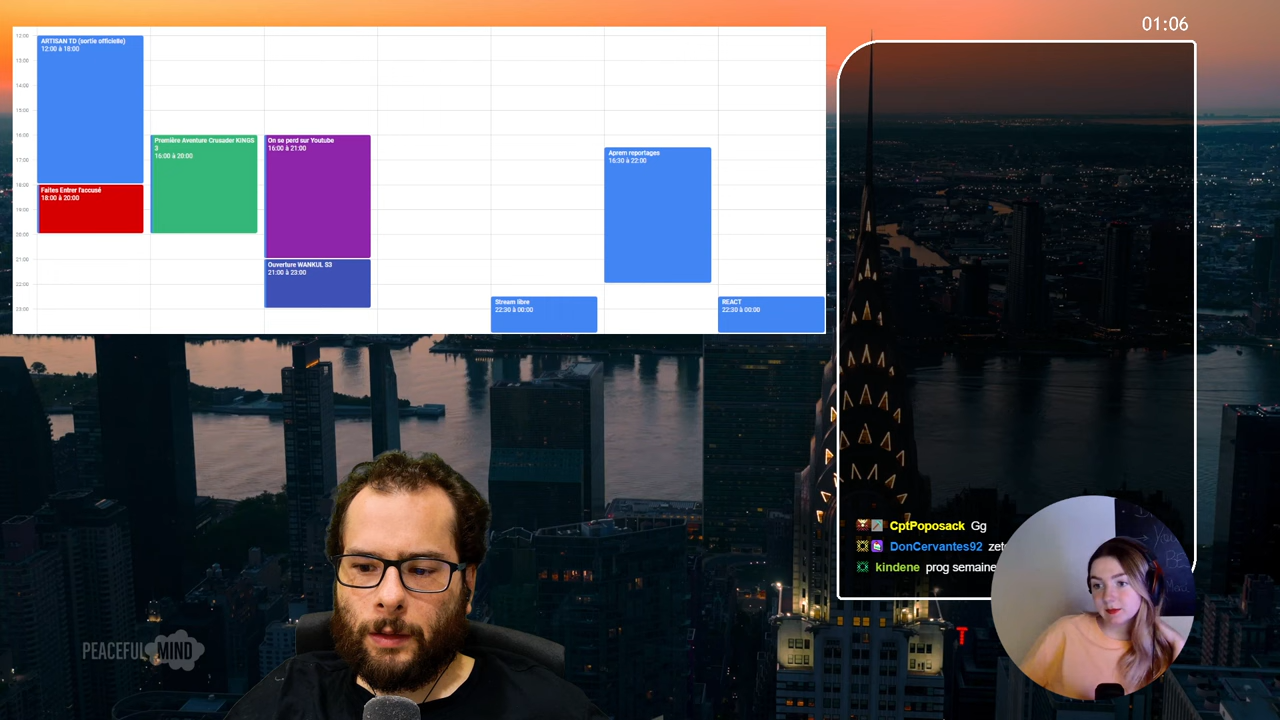 01:06
12:00
ARTISAN TD (sortie officielle)
12:00 à 18:00
13:00
14:00
15:00
16:00
Première Aventure Crusader KINGS
3
16:00 à 20:00
On se perd sur Youtube
16:00 à 21:00
Aprem reportages
16:30 à 22:00
17:00
18:00
Faites Entrer l'accusé
18:00 à 20:00
19:00
20:00
21:00
Ouverture WANKUL S3
21:00 à 23:00
22:00
Stream libre
22:30 à 00:00
REACT
22:30 à 00:00
23:00
CptPoposack Gg
DonCervantes92
kindene prog semaine
PEACEFUL MIND